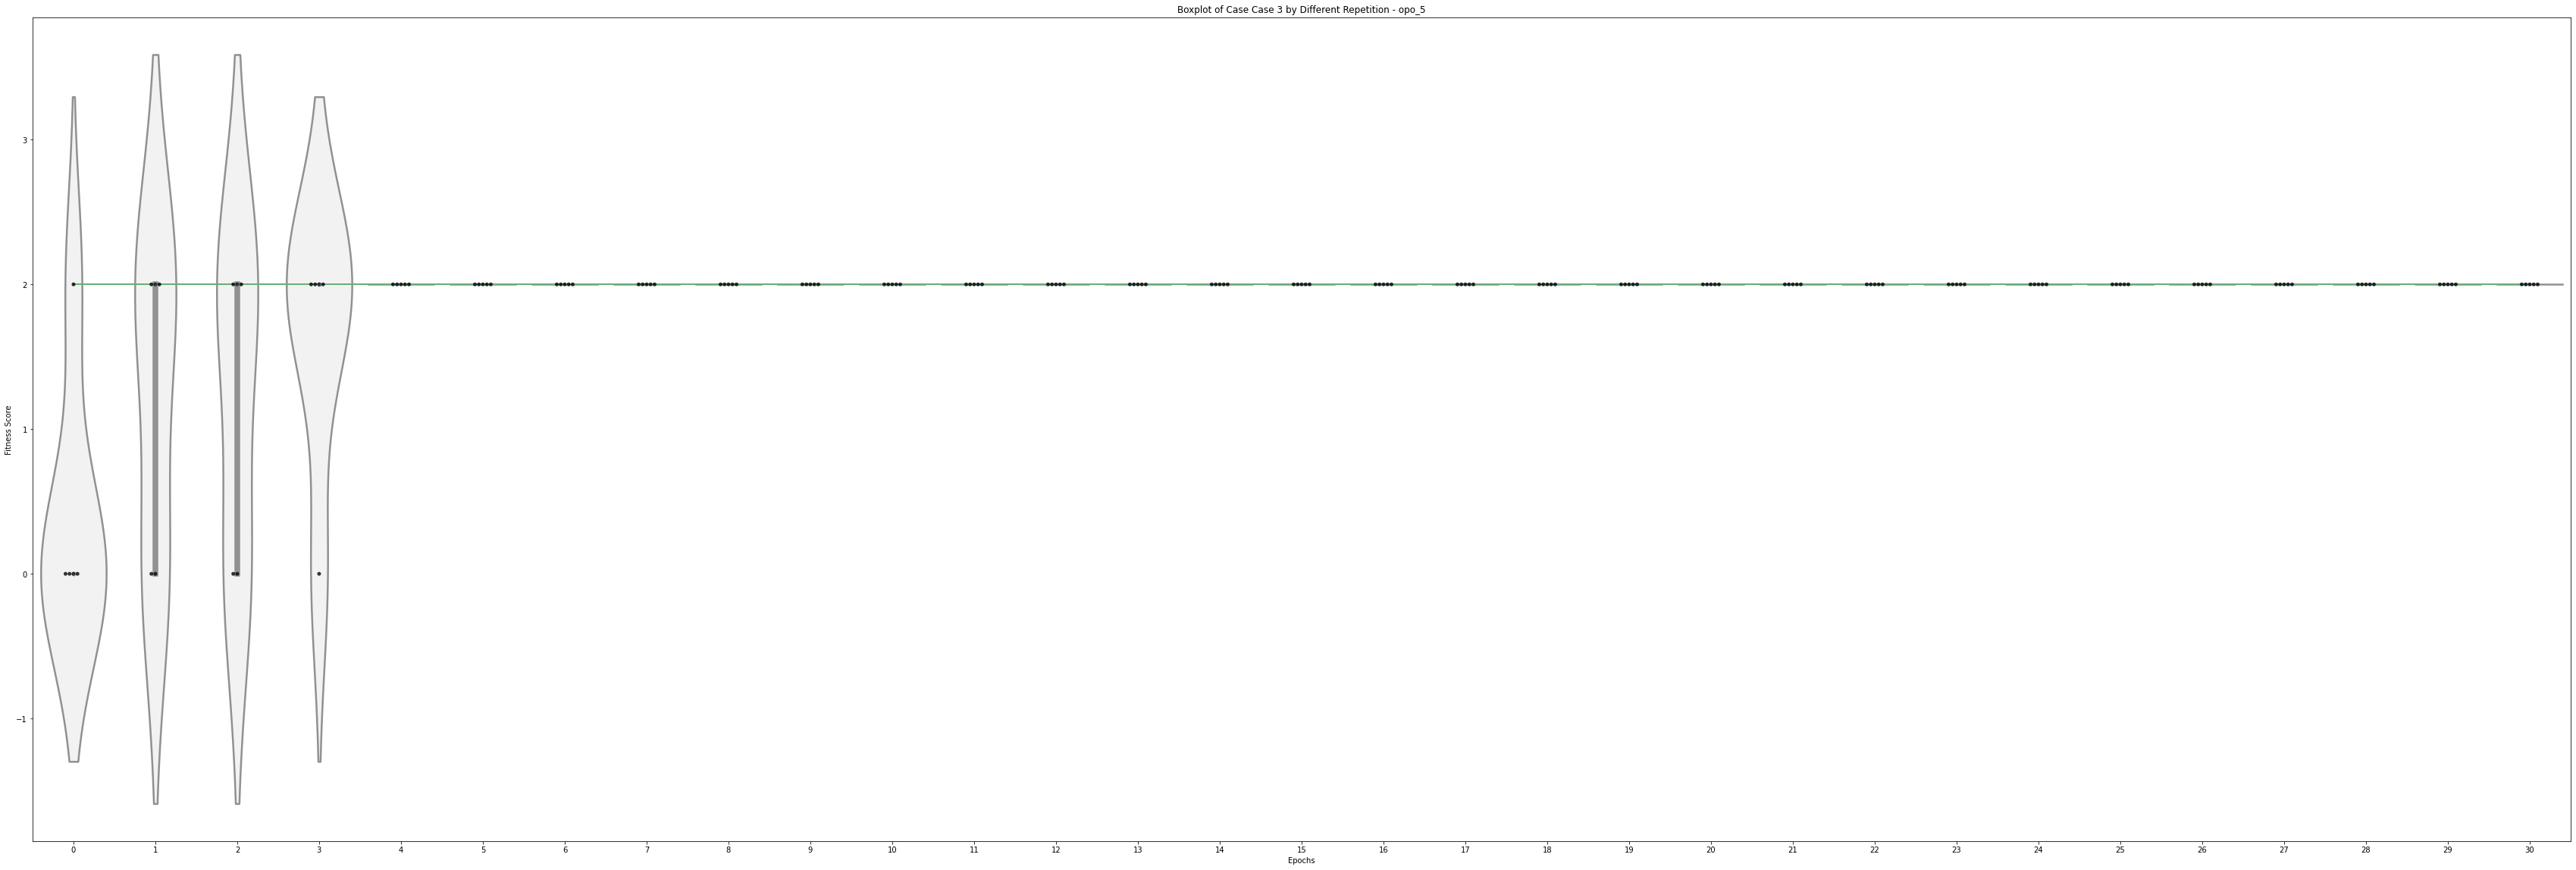 Boxplot of Case Case 3 by Different Repetition - opo_5
Fitness Score
3
2
1
0
−1
0 1 2 3 4 5 6 7 8 9 10 11 12 13 14 15 16 17 18 19 20 21 22 23 24 25 26 27 28 29 30
Epochs